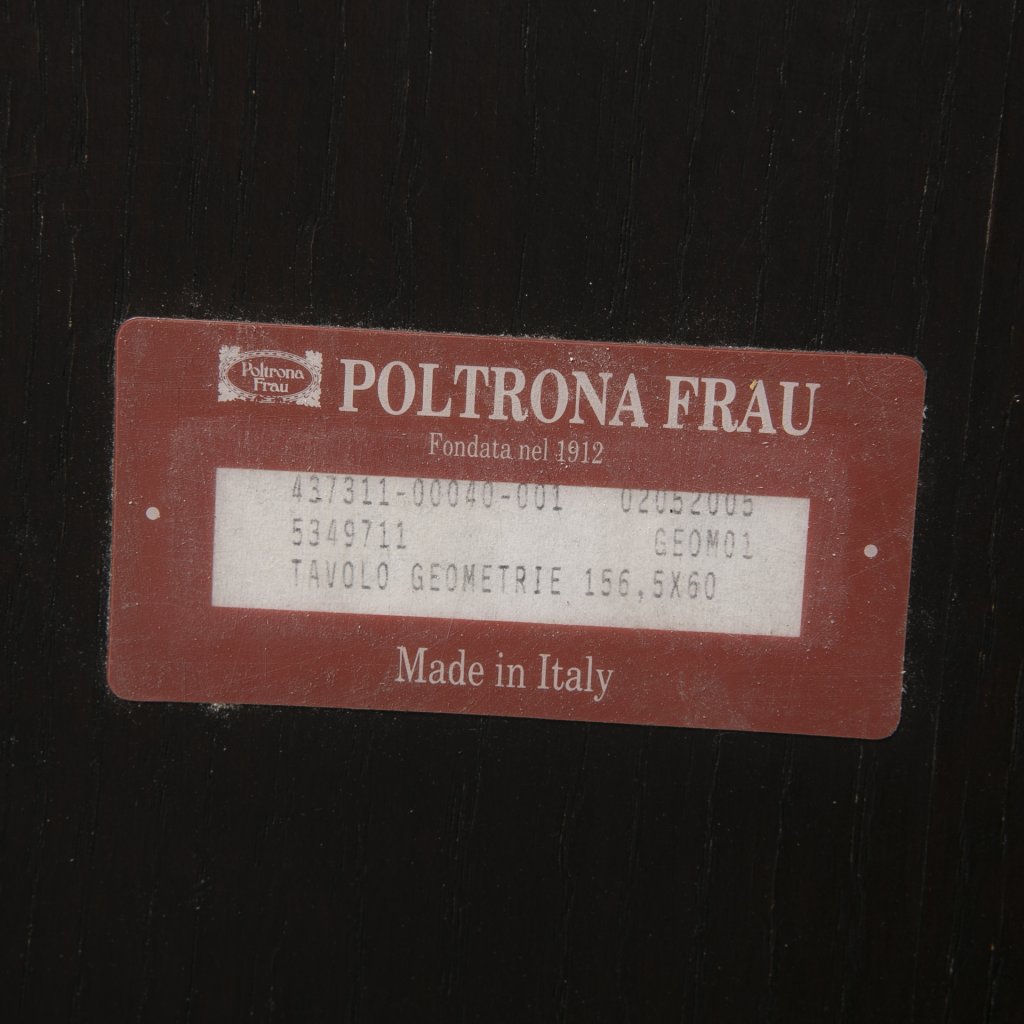 Poltrona
Frau
POLTRONA FRAU
Fondata nel 1912
437311-00040-001 02052005
5349711 GEOM01
TAVOLO GEOMETRIE 156,5X60
Made in Italy